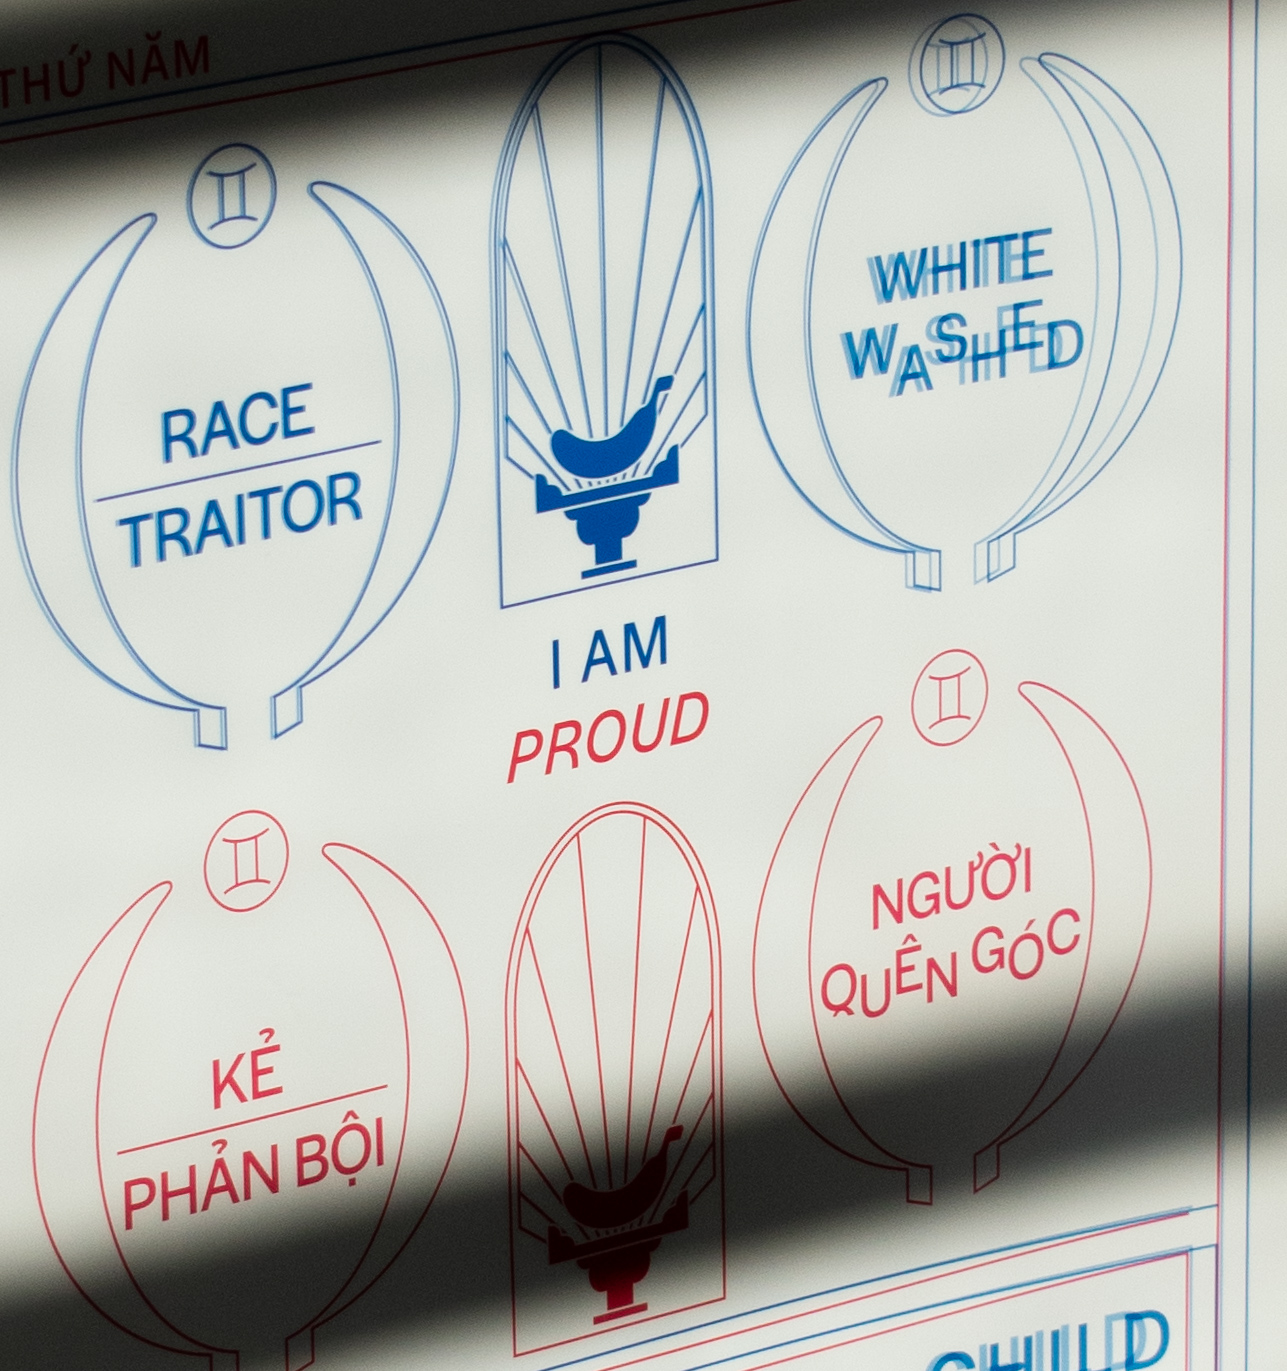 THỨ NĂM
RACE
TRAITOR
I AM
PROUD
WHITE
WASHED
KẺ
PHẢN BỘI
NGƯỜI
QUÊN GÓC
CHILD